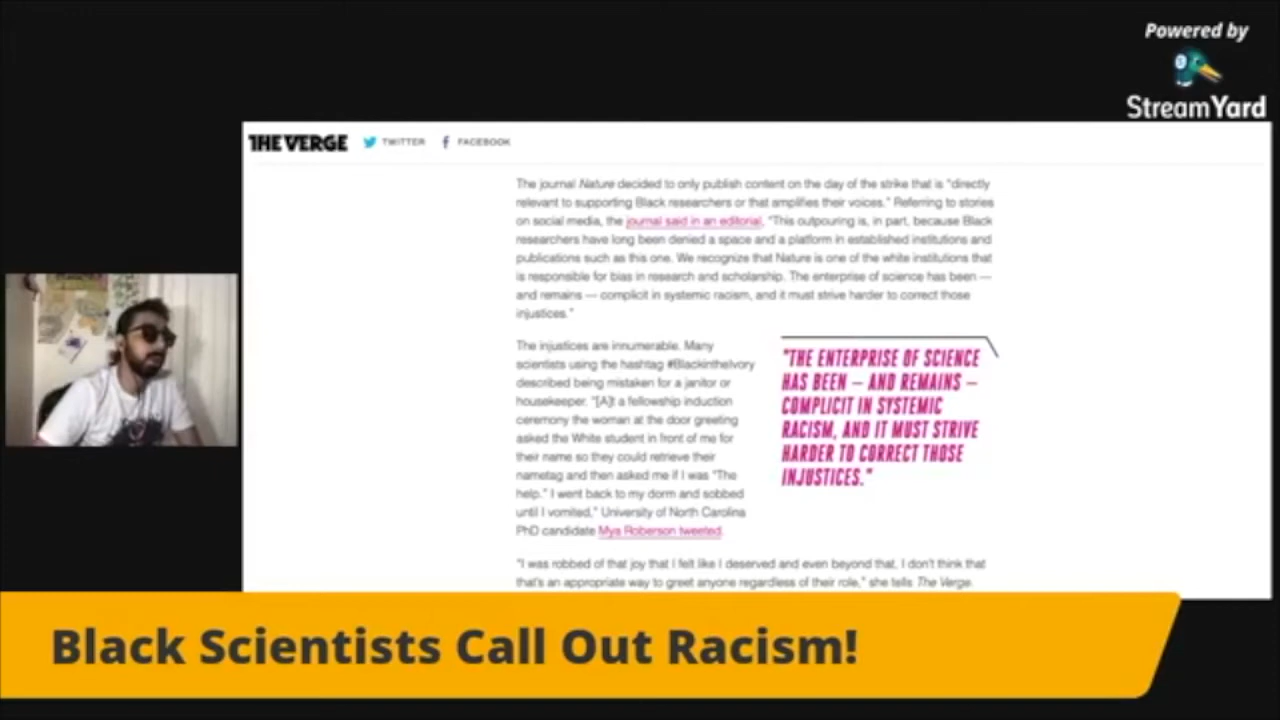 Powered by
StreamYard
THE VERGE TWITTER FACEBOOK
The journal Nature decided to only publish content on the day of the strike that is "directly
relevant to supporting Black researchers or that amplifies their voices." Referring to stories
on social media, the journal said in an editorial, "This outpouring is, in part, because Black
researchers have long been denied a space and a platform in established institutions and
publications such as this one. We recognize that Nature is one of the white institutions that
is responsible for bias in research and scholarship. The enterprise of science has been —
and remains — complicit in systemic racism, and it must strive harder to correct those
injustices."
The injustices are innumerable. Many
scientists using the hashtag #BlackintheIvory
described being mistaken for a janitor or
housekeeper. "[A]t a fellowship induction
ceremony the woman at the door greeting
asked the White student in front of me for
their name so they could retrieve their
nametag and then asked me if I was "The
help." I went back to my dorm and sobbed
until I vomited," University of North Carolina
PhD candidate Mya Roberson tweeted.
"THE ENTERPRISE OF SCIENCE
HAS BEEN — AND REMAINS —
COMPLICIT IN SYSTEMIC
RACISM, AND IT MUST STRIVE
HARDER TO CORRECT THOSE
INJUSTICES."
"I was robbed of that joy that I felt like I deserved and even beyond that, I don't think that
that's an appropriate way to greet anyone regardless of their role," she tells The Verge.
Black Scientists Call Out Racism!